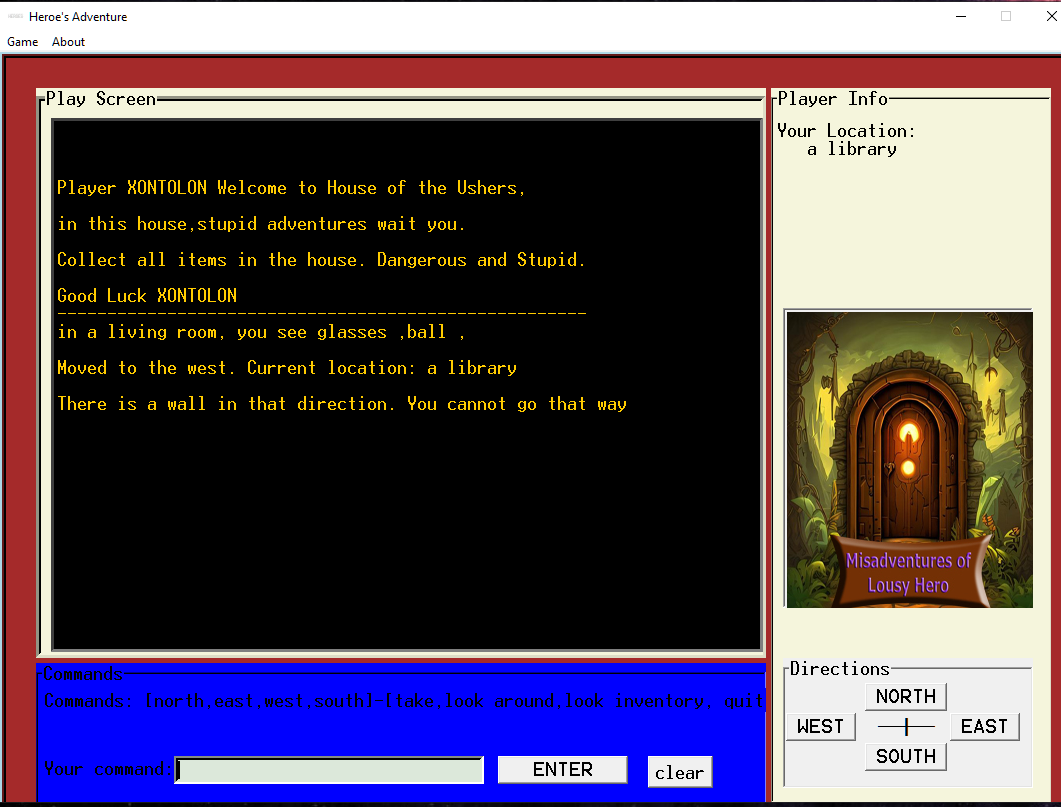 Heroe's Adventure
Game About
Play Screen
Player XONTOLON Welcome to House of the Ushers,
in this house,stupid adventures wait you.
Collect all items in the house. Dangerous and Stupid.
Good Luck XONTOLON
-----------------------------------------------------
in a living room, you see glasses ,ball ,
Moved to the west. Current location: a library
There is a wall in that direction. You cannot go that way
Player Info
Your Location:
a library
Misadventures of
Lousy Hero
Commands
Commands: [north,east,west,south]-[take,look around,look inventory, quit
Your command:
ENTER
clear
Directions
NORTH
WEST EAST
SOUTH